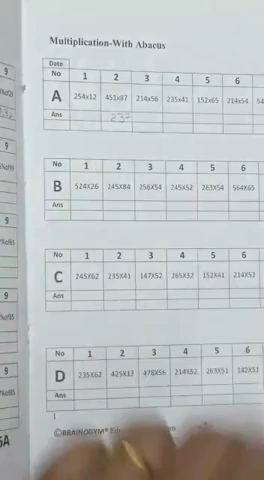 Multiplication-With Abacus
Date
No 1 2 3 4 5 6
A 254x12 451x87 214x56 235x41 152x65 214x54
Ans
No 1 2 3 4 5 6
B 524X26 245X84 256X54 245X52 263X54 564X65
Ans
No 1 2 3 4 5 6
C 245X62 235X41 147X52 265X32 152X41 214X52
Ans
No 1 2 3 4 5 6
D 235X62 425X12 478X56 214X52 263X51 142X51
Ans
©BRAINOGYM®